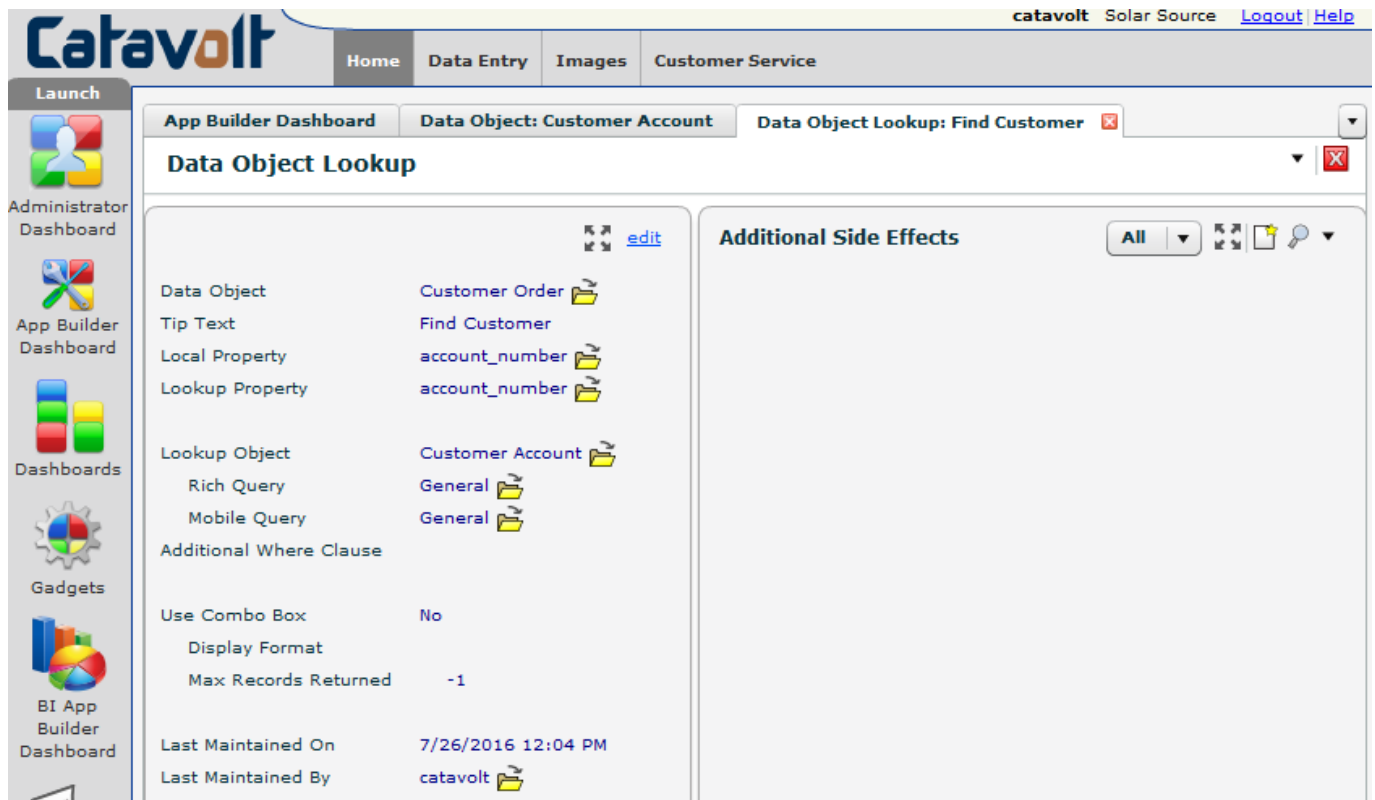 catavolt Solar Source Logout Help
Catavolt
Home Data Entry Images Customer Service
Launch
App Builder Dashboard Data Object: Customer Account Data Object Lookup: Find Customer
Data Object Lookup
Administrator
Dashboard
App Builder
Dashboard
Dashboards
Gadgets
BI App
Builder
Dashboard
edit
Data Object Customer Order
Tip Text Find Customer
Local Property account_number
Lookup Property account_number
Lookup Object Customer Account
Rich Query General
Mobile Query General
Additional Where Clause
Use Combo Box No
Display Format
Max Records Returned -1
Last Maintained On 7/26/2016 12:04 PM
Last Maintained By catavolt
Additional Side Effects All